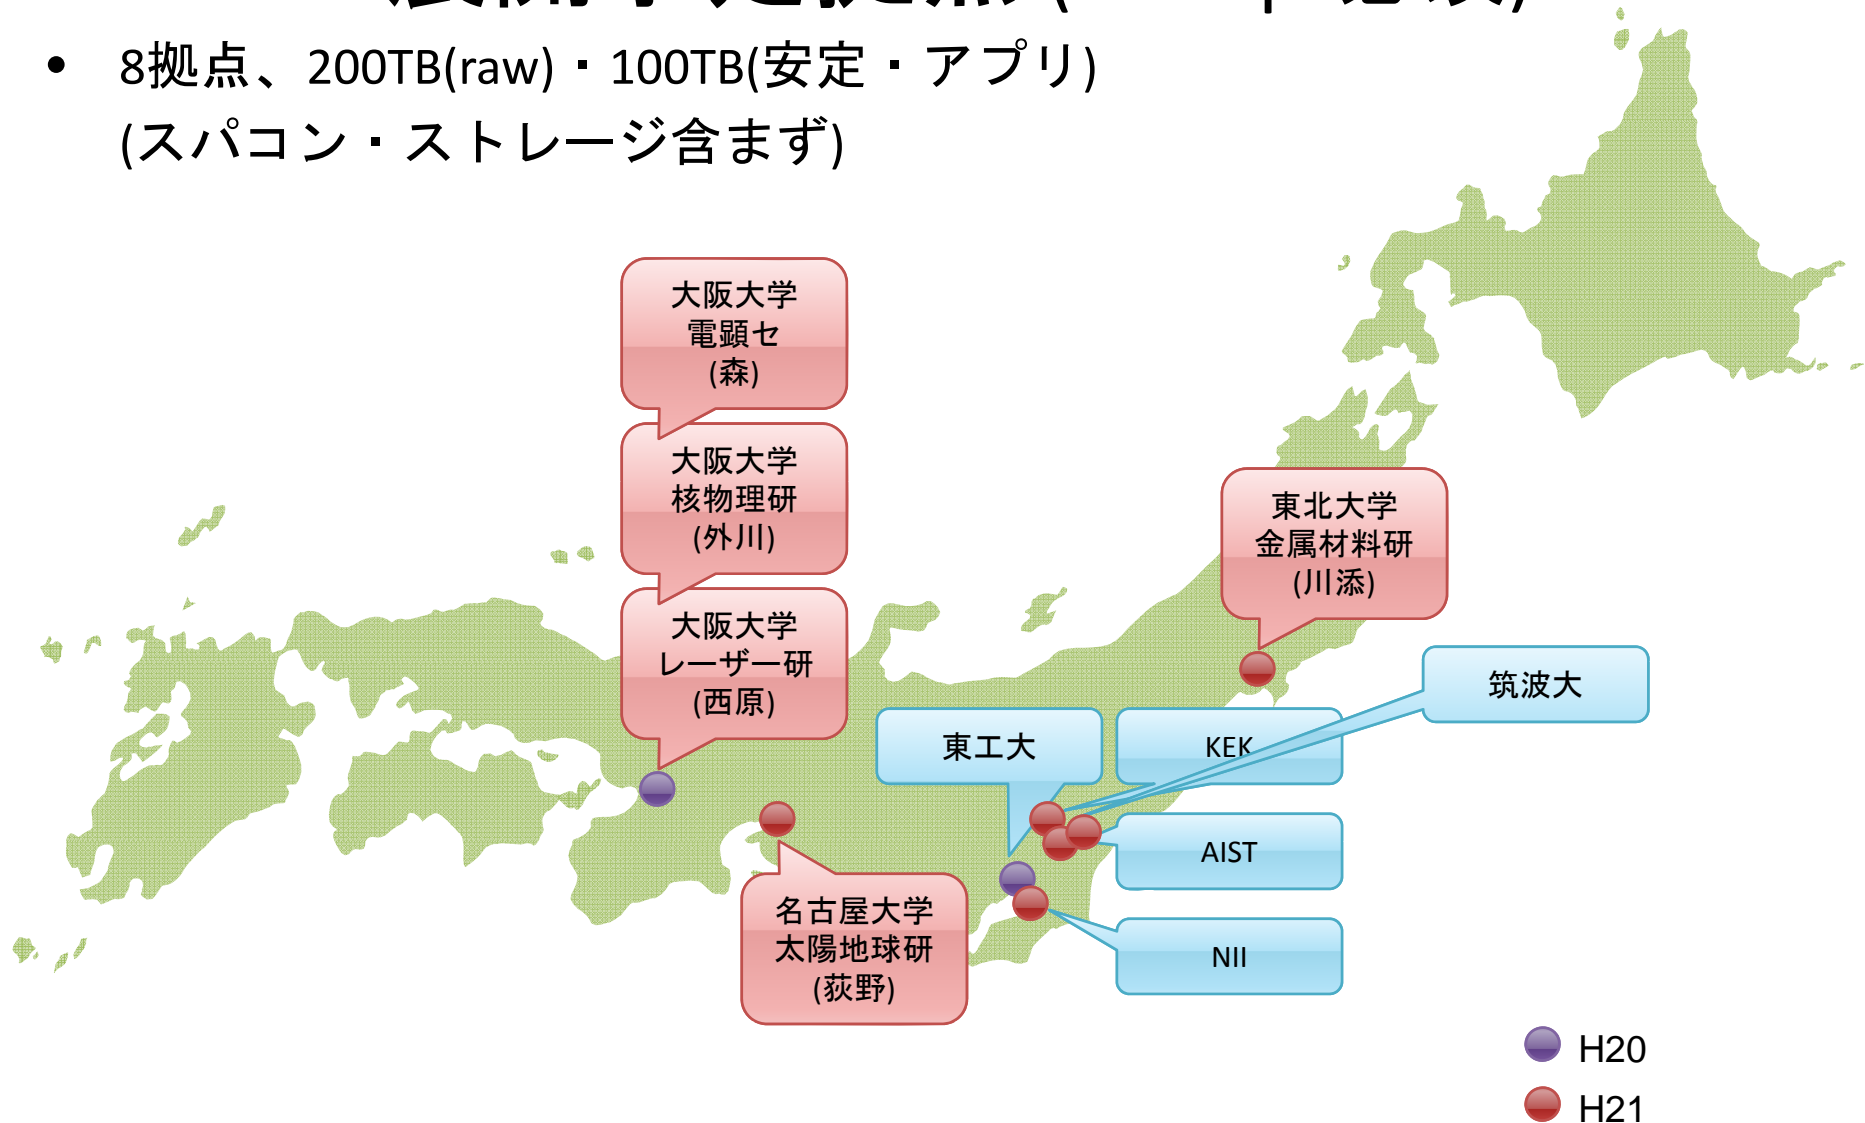 • 8拠点、200TB(raw)・100TB(安定・アプリ)
(スパコン・ストレージ含まず)
大阪大学
電顕セ
(森)
大阪大学
核物理研
(外川)
大阪大学
レーザー研
(西原)
東北大学
金属材料研
(川添)
筑波大
東工大
KEK
AIST
名古屋大学
太陽地球研
(荻野)
NII
H20
H21